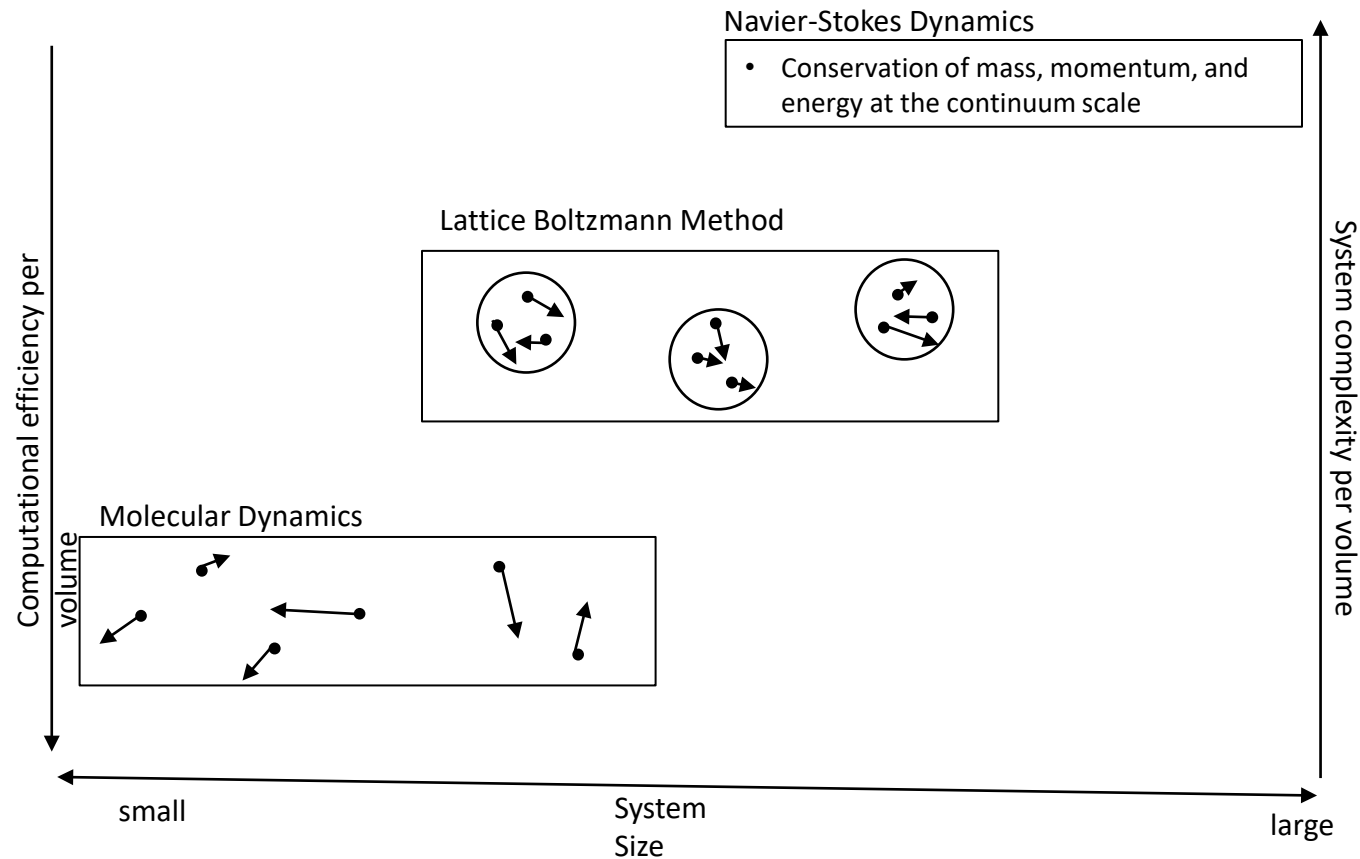 Navier-Stokes Dynamics
• Conservation of mass, momentum, and
energy at the continuum scale
Lattice Boltzmann Method
Molecular Dynamics
Computational efficiency per
volume
System complexity per volume
small
System
Size
large